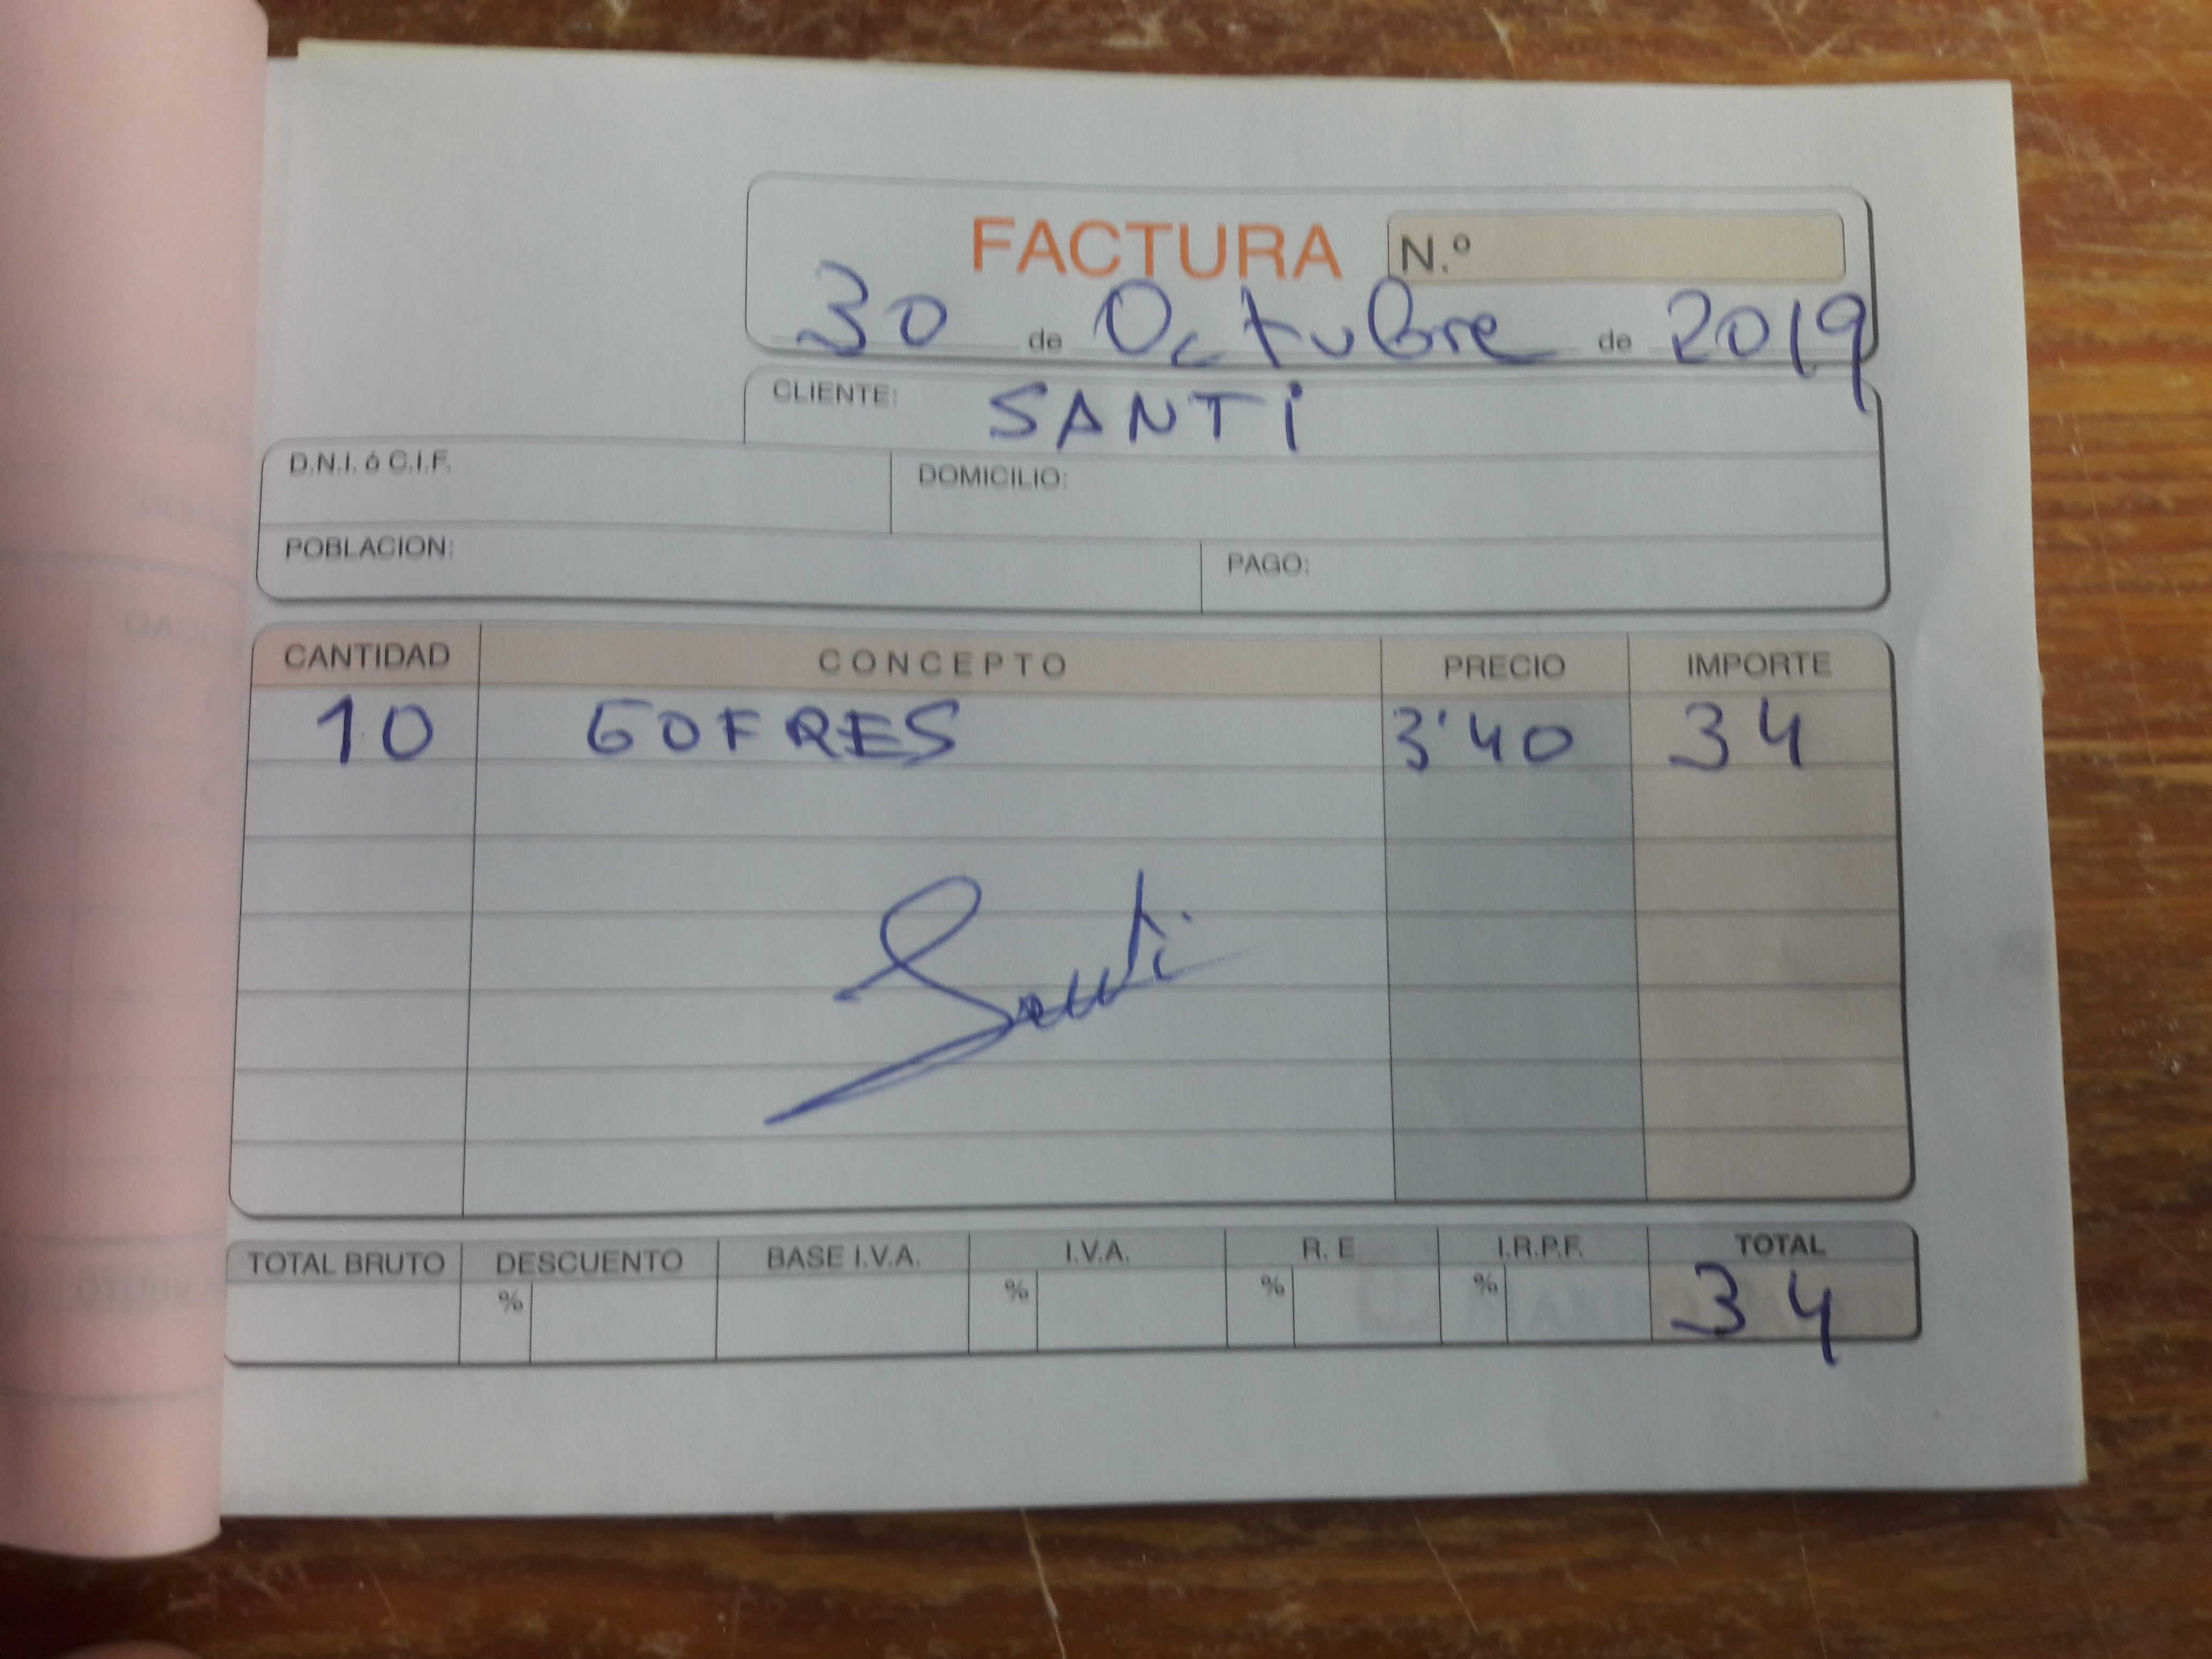 FACTURA N.º
30 de Octubre de 2019
CLIENTE: SANTI
D.N.I. ó C.I.F. DOMICILIO:
POBLACION: PAGO:
CANTIDAD CONCEPTO PRECIO IMPORTE
10 GOFRES 3'40 34
Santi
TOTAL BRUTO DESCUENTO BASE I.V.A. I.V.A. R. E I.R.P.F. TOTAL
% % % % 34